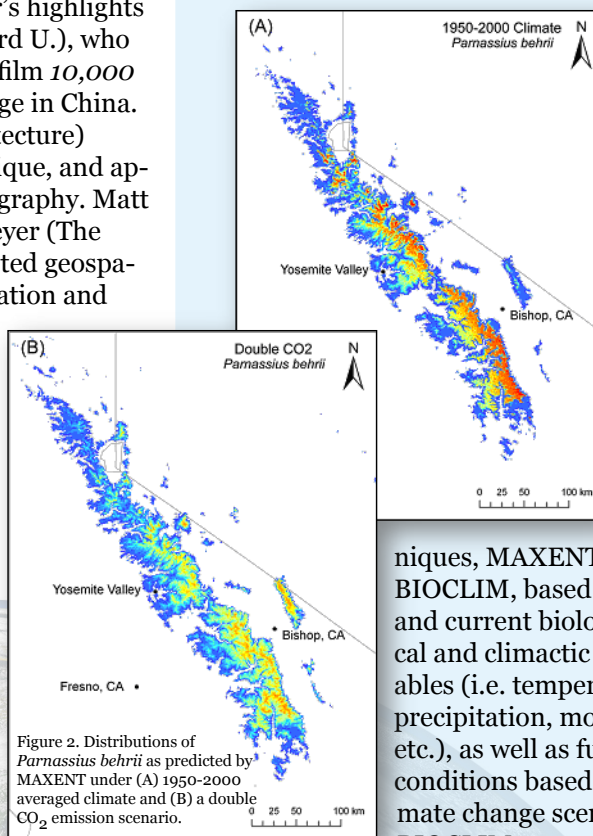 r's highlights
rd U.), who
film 10,000
ge in China.
tecture)
ique, and ap-
graphy. Matt
eyer (The
ted geospa-
ation and
(A)
1950-2000 Climate
Parnassius behrii
N
Yosemite Valley
Bishop, CA
0 25 50 100 km
(B)
Double CO2
Parnassius behrii
N
Yosemite Valley
Bishop, CA
Fresno, CA
Figure 2. Distributions of
Parnassius behrii as predicted by
MAXENT under (A) 1950-2000
averaged climate and (B) a double
CO2 emission scenario.
0 25 50 100 km
niques, MAXENT
BIOCLIM, based
and current biolo
cal and climactic
ables (i.e. temper
precipitation, mo
etc.), as well as fu
conditions based
mate change scen